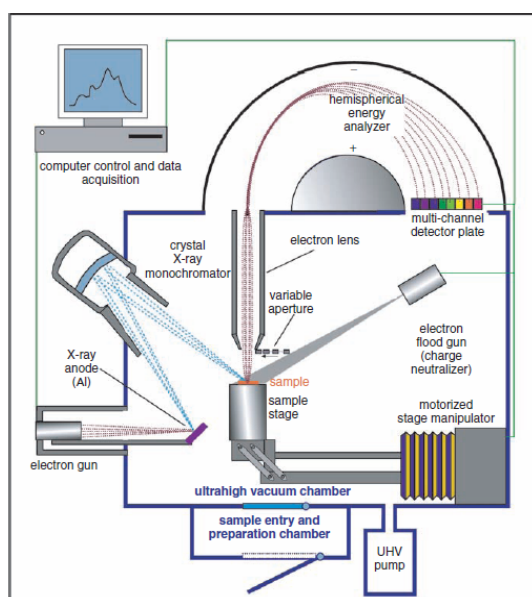 −
hemispherical
energy
analyzer
+
computer control and data
acquisition
multi-channel
detector plate
crystal
X-ray
monochromator
electron lens
variable
aperture
electron
flood gun
(charge
neutralizer)
X-ray
anode
(Al)
sample
sample
stage
motorized
stage manipulator
electron gun
ultrahigh vacuum chamber
sample entry and
preparation chamber
UHV
pump